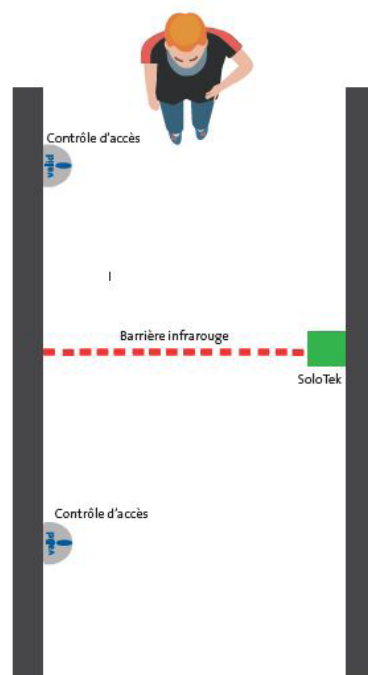 Contrôle d'accès
valid
Barrière infrarouge
SoloTek
Contrôle d'accès
valid